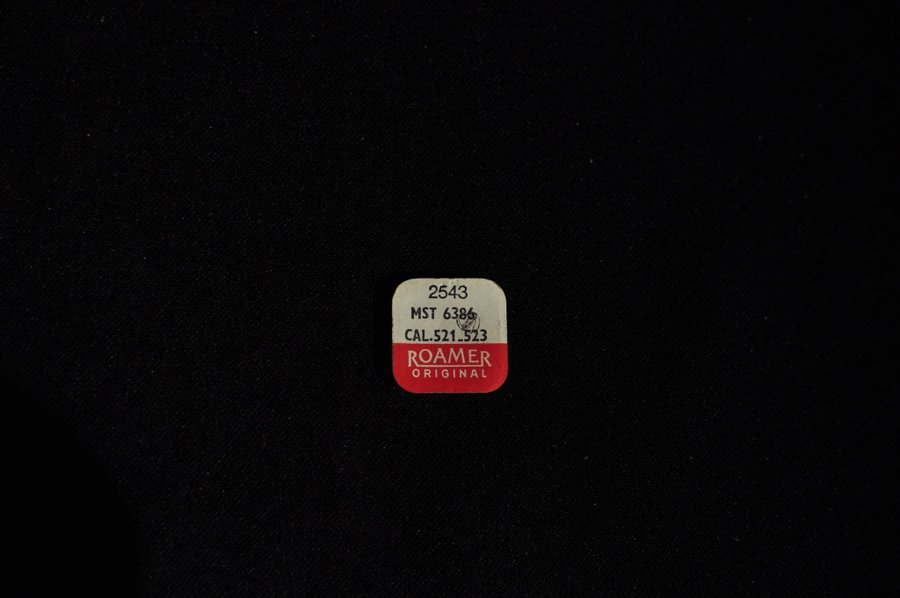 2543
MST 6386
CAL.521_523
ROAMER
ORIGINAL